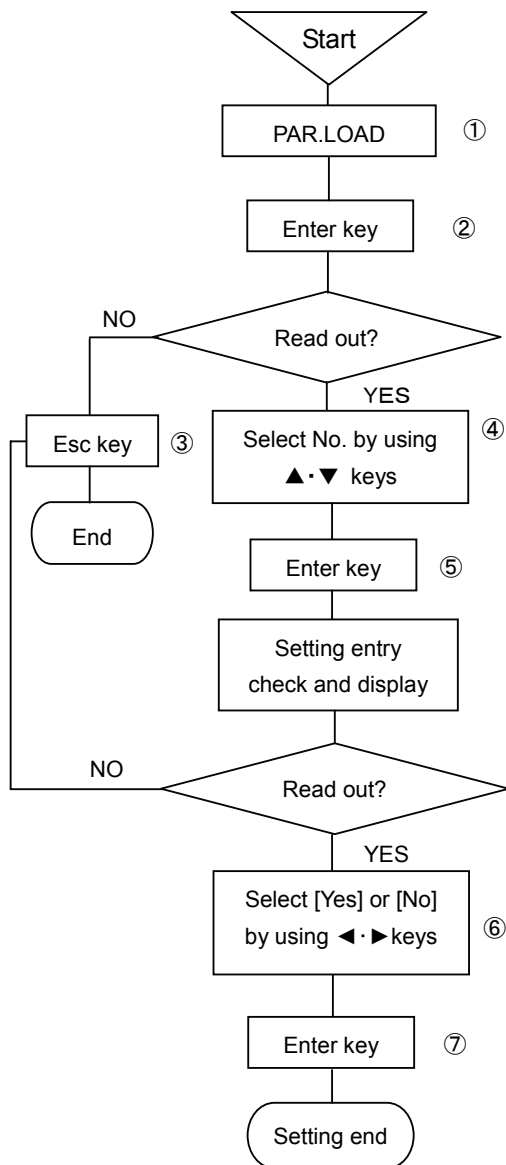 Start
PAR.LOAD ①
Enter key ②
Read out?
NO
YES
Esc key ③
End
Select No. by using ④
▲·▼ keys
Enter key ⑤
Setting entry
check and display
Read out?
NO
YES
Select [Yes] or [No]
by using ◄·►keys ⑥
Enter key ⑦
Setting end